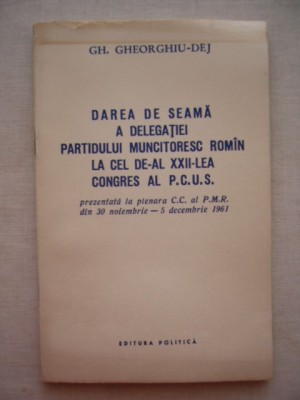 GH. GHEORGHIU-DEJ
DAREA DE SEAMĂ
A DELEGAȚIEI
PARTIDULUI MUNCITORESC ROMÎN
LA CEL DE-AL XXII-LEA
CONGRES AL P.C.U.S.
prezentată la plenara C.C. al P.M.R.
din 30 noiembrie — 5 decembrie 1961
EDITURA POLITICĂ